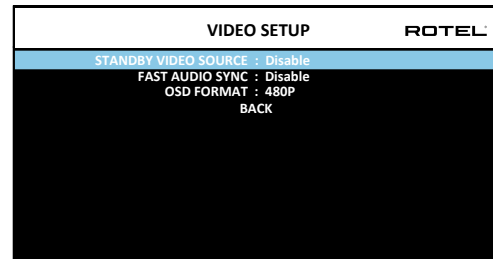 VIDEO SETUP ROTEL
STANDBY VIDEO SOURCE : Disable
FAST AUDIO SYNC : Disable
OSD FORMAT : 480P
BACK